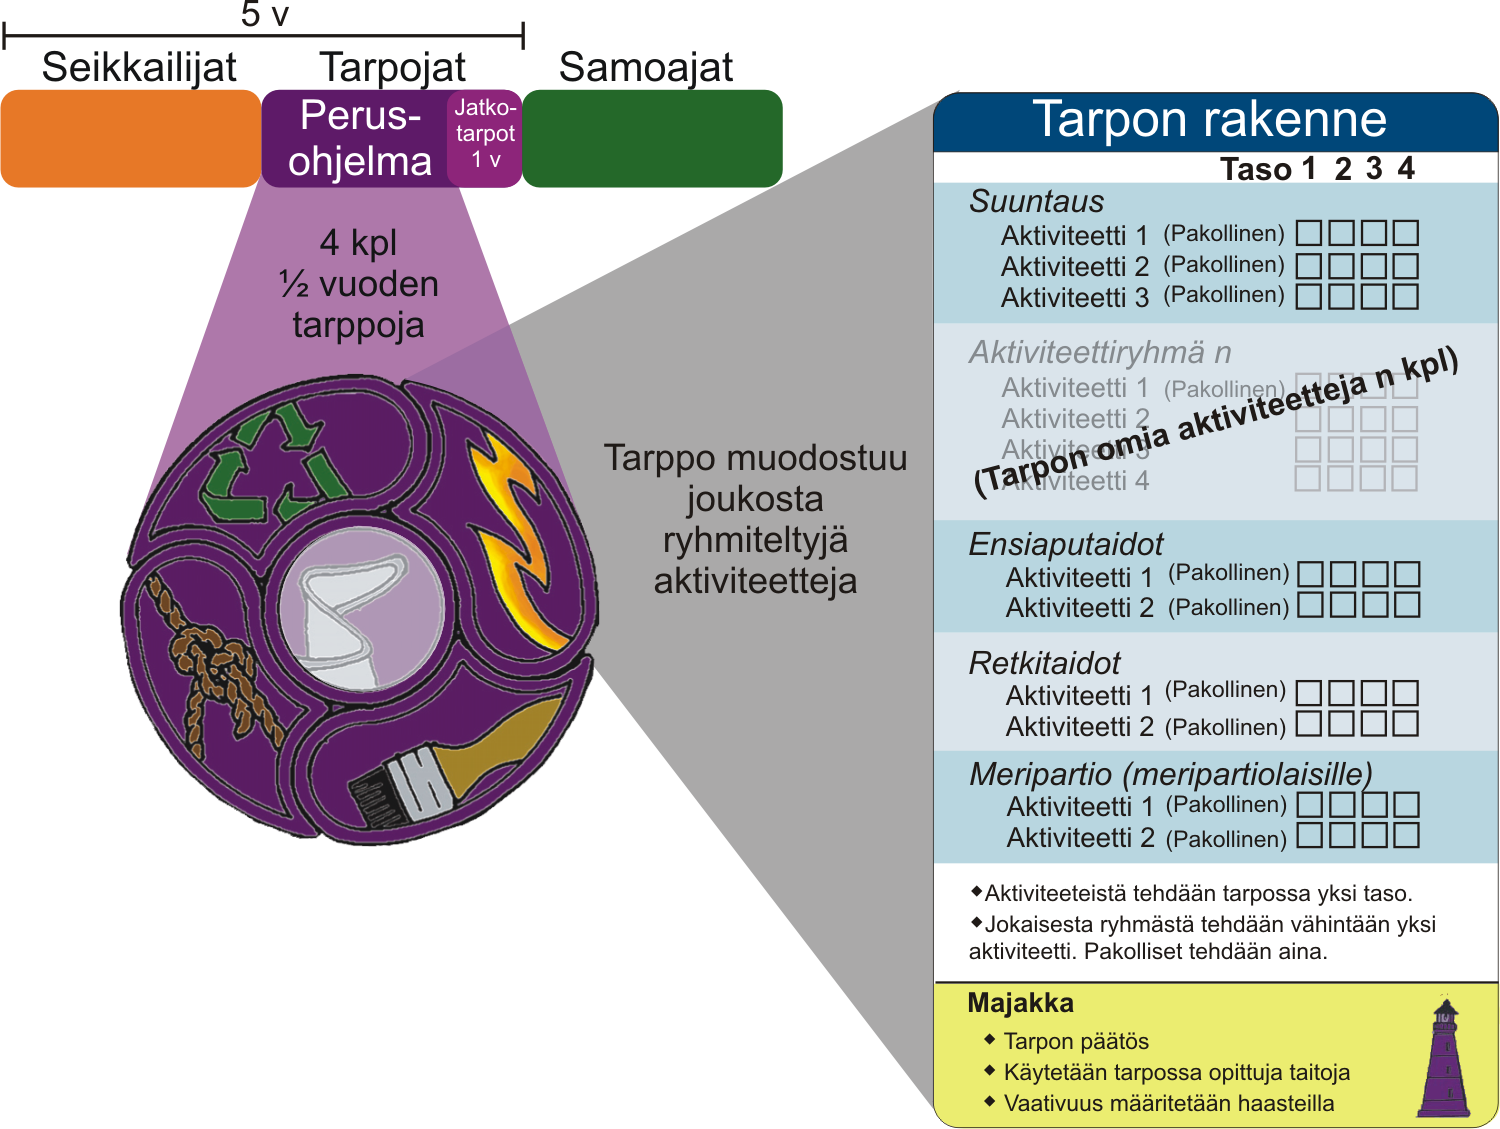 5 v
Seikkailijat Tarpojat Samoajat
Perus-
ohjelma
Jatko-
tarpot
1 v
4 kpl
½ vuoden
tarppoja
Tarppo muodostuu
joukosta
ryhmiteltyjä
aktiviteetteja
Tarpon rakenne
Taso 1 2 3 4
Suuntaus
Aktiviteetti 1 (Pakollinen)
Aktiviteetti 2 (Pakollinen)
Aktiviteetti 3 (Pakollinen)
Aktiviteettiryhmä n
Aktiviteetti 1 (Pakollinen)
Aktiviteetti 2
Aktiviteetti 3
Aktiviteetti 4
(Tarpon omia aktiviteetteja n kpl)
Ensiaputaidot
Aktiviteetti 1 (Pakollinen)
Aktiviteetti 2 (Pakollinen)
Retkitaidot
Aktiviteetti 1 (Pakollinen)
Aktiviteetti 2 (Pakollinen)
Meripartio (meripartiolaisille)
Aktiviteetti 1 (Pakollinen)
Aktiviteetti 2 (Pakollinen)
◆Aktiviteeteistä tehdään tarpossa yksi taso.
◆Jokaisesta ryhmästä tehdään vähintään yksi
aktiviteetti. Pakolliset tehdään aina.
Majakka
◆ Tarpon päätös
◆ Käytetään tarpossa opittuja taitoja
◆ Vaativuus määritetään haasteilla